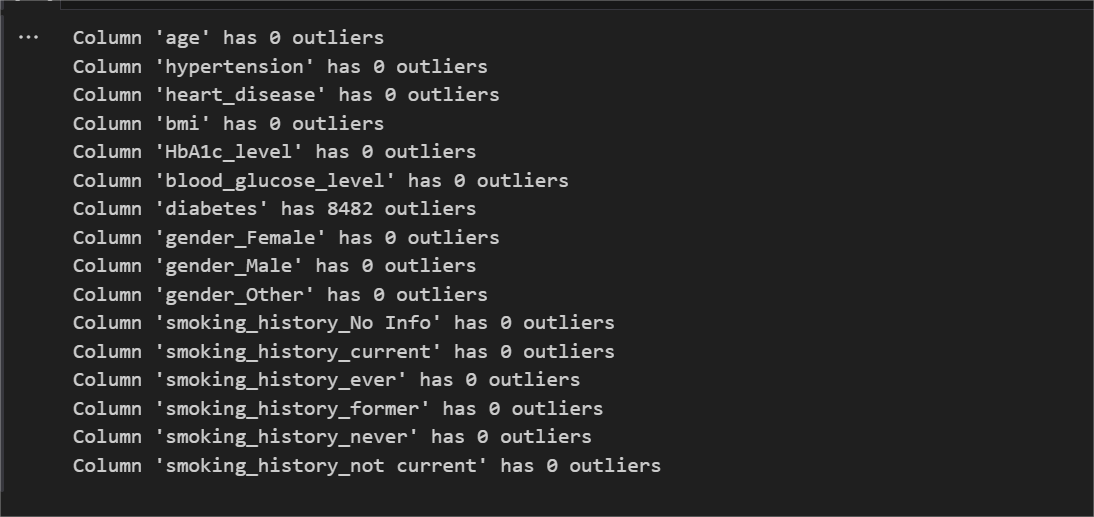 Column 'age' has 0 outliers
Column 'hypertension' has 0 outliers
Column 'heart_disease' has 0 outliers
Column 'bmi' has 0 outliers
Column 'HbA1c_level' has 0 outliers
Column 'blood_glucose_level' has 0 outliers
Column 'diabetes' has 8482 outliers
Column 'gender_Female' has 0 outliers
Column 'gender_Male' has 0 outliers
Column 'gender_Other' has 0 outliers
Column 'smoking_history_No Info' has 0 outliers
Column 'smoking_history_current' has 0 outliers
Column 'smoking_history_ever' has 0 outliers
Column 'smoking_history_former' has 0 outliers
Column 'smoking_history_never' has 0 outliers
Column 'smoking_history_not current' has 0 outliers